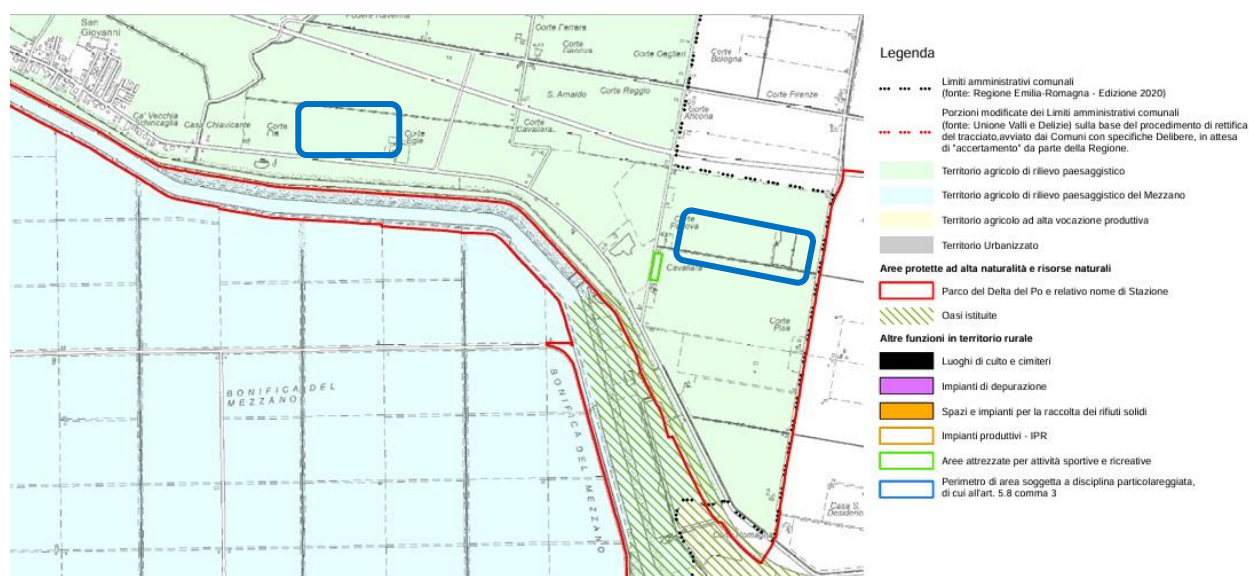 San
Giovanni
Corte Ferrara
Corte
Corte Cagliari
Corte
Bologna
S. Arnaldo
Corte Reggio
Corte Firenze
Corte
Ancona
Ca' Vecchia
Schincaglia
Casa Chiavicante
Corte
Corte
Corte
Cavallara
Corte
Cavallara
Corte
Pisa
BONIFICA DEL
MEZZANO
BONIFICA DEL MEZZANO
Casa S.
Desiderio
Romagna
Legenda
Limiti amministrativi comunali
(fonte: Regione Emilia-Romagna - Edizione 2020)
Porzioni modificate dei Limiti amministrativi comunali
(fonte: Unione Valli e Delizie) sulla base del procedimento di rettifica
del tracciato,avviato dai Comuni con specifiche Delibere, in attesa
di "accertamento" da parte della Regione.
Territorio agricolo di rilievo paesaggistico
Territorio agricolo di rilievo paesaggistico del Mezzano
Territorio agricolo ad alta vocazione produttiva
Territorio Urbanizzato
Aree protette ad alta naturalità e risorse naturali
Parco del Delta del Po e relativo nome di Stazione
Oasi istituite
Altre funzioni in territorio rurale
Luoghi di culto e cimiteri
Impianti di depurazione
Spazi e impianti per la raccolta dei rifiuti solidi
Impianti produttivi - IPR
Aree attrezzate per attività sportive e ricreative
Perimetro di area soggetta a disciplina particolareggiata,
di cui all'art. 5.8 comma 3